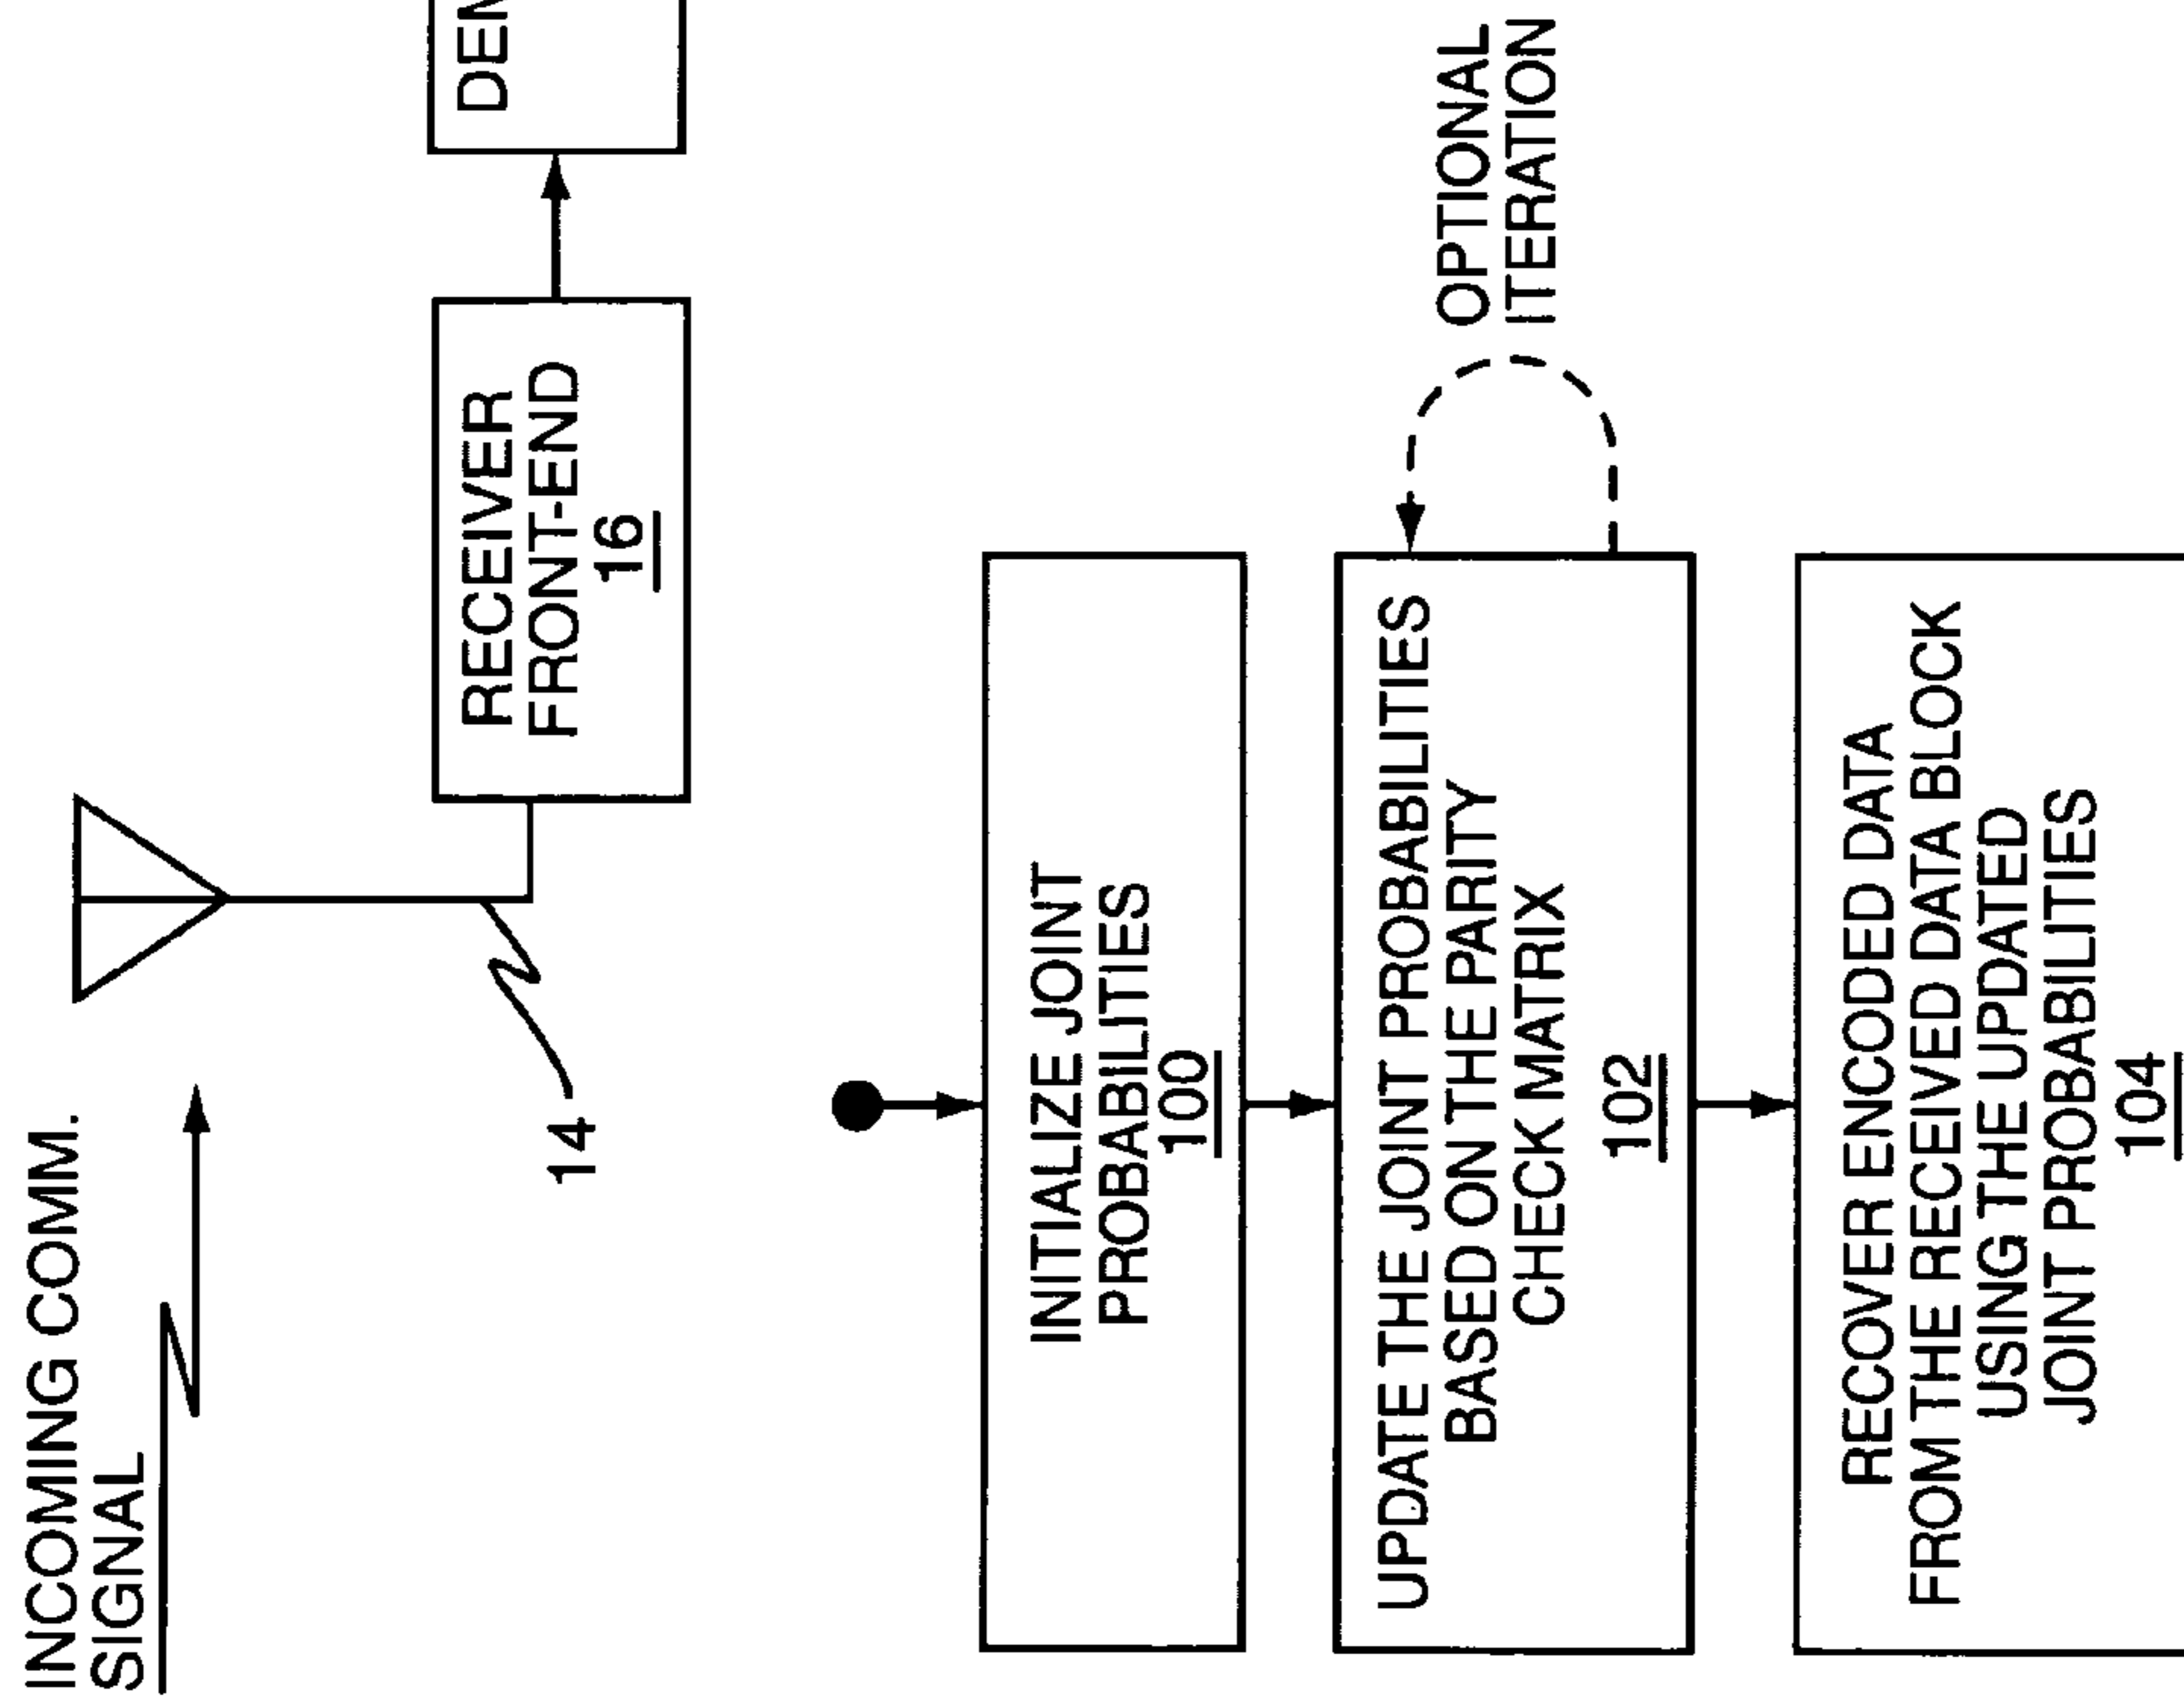 INCOMING COMM.
SIGNAL
14
RECEIVER
FRONT-END
16
INITIALIZE JOINT
PROBABILITIES
100
UPDATE THE JOINT PROBABILITIES
BASED ON THE PARITY
CHECK MATRIX
102
OPTIONAL
ITERATION
RECOVER ENCODED DATA
FROM THE RECEIVED DATA BLOCK
USING THE UPDATED
JOINT PROBABILITIES
104